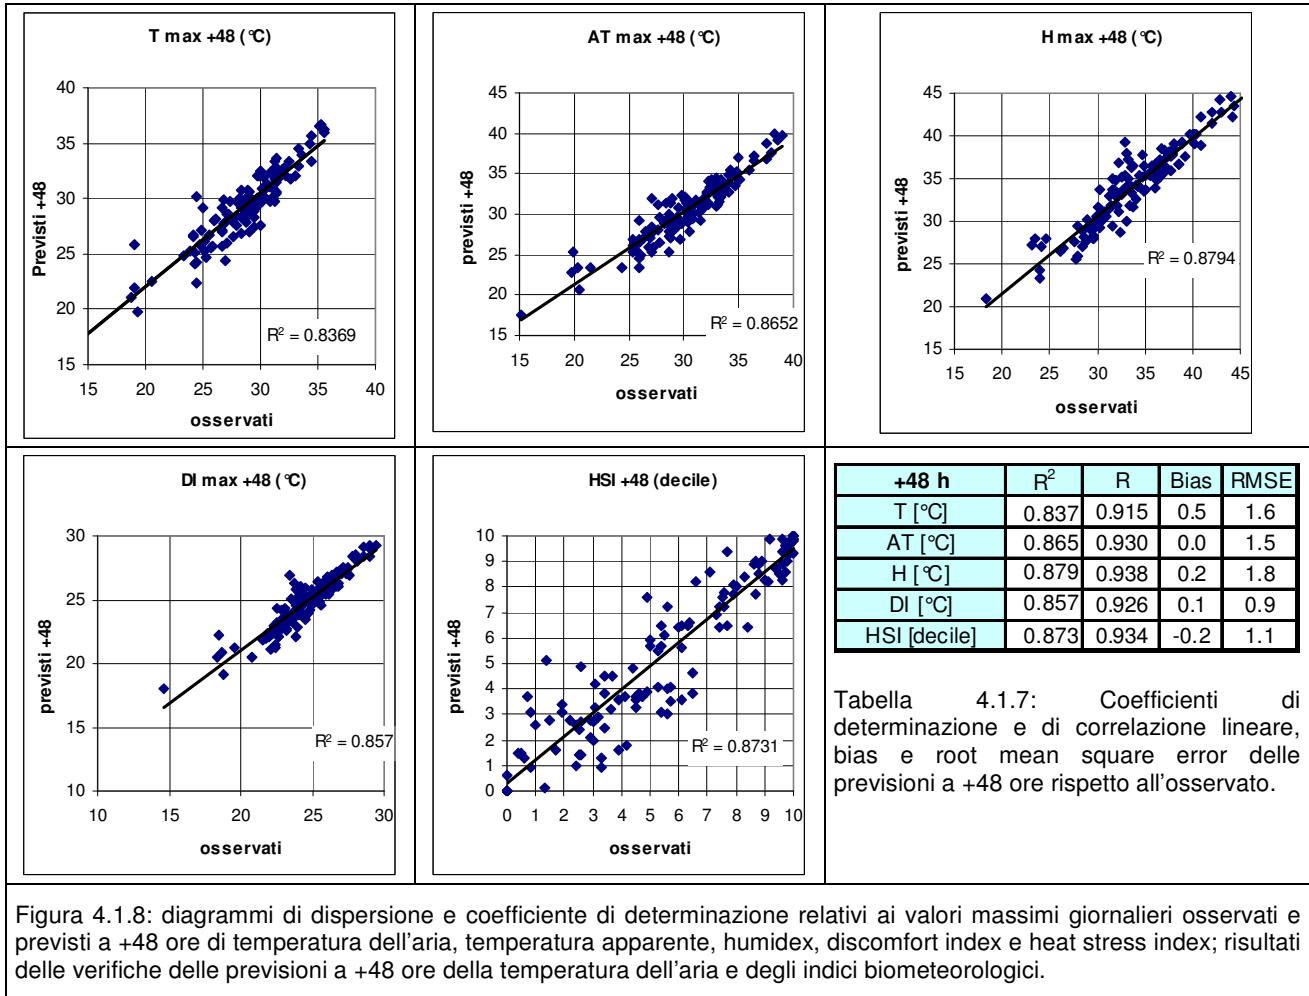 T max +48 (°C)
Previsti +48
40
35
30
25
20
15
R² = 0.8369
15 20 25 30 35 40
osservati
AT max +48 (°C)
previsti +48
45
40
35
30
25
20
15
R² = 0.8652
15 20 25 30 35 40
osservati
H max +48 (°C)
previsti +48
45
40
35
30
25
20
15
R² = 0.8794
15 20 25 30 35 40 45
osservati
DI max +48 (°C)
previsti +48
30
25
20
15
10
R² = 0.857
10 15 20 25 30
osservati
HSI +48 (decile)
previsti +48
10
9
8
7
6
5
4
3
2
1
0
R² = 0.8731
0 1 2 3 4 5 6 7 8 9 10
osservati
+48 h R² R Bias RMSE
T [°C] 0.837 0.915 0.5 1.6
AT [°C] 0.865 0.930 0.0 1.5
H [°C] 0.879 0.938 0.2 1.8
DI [°C] 0.857 0.926 0.1 0.9
HSI [decile] 0.873 0.934 -0.2 1.1
Tabella 4.1.7: Coefficienti di
determinazione e di correlazione lineare,
bias e root mean square error delle
previsioni a +48 ore rispetto all'osservato.
Figura 4.1.8: diagrammi di dispersione e coefficiente di determinazione relativi ai valori massimi giornalieri osservati e
previsti a +48 ore di temperatura dell'aria, temperatura apparente, humidex, discomfort index e heat stress index; risultati
delle verifiche delle previsioni a +48 ore della temperatura dell'aria e degli indici biometeorologici.